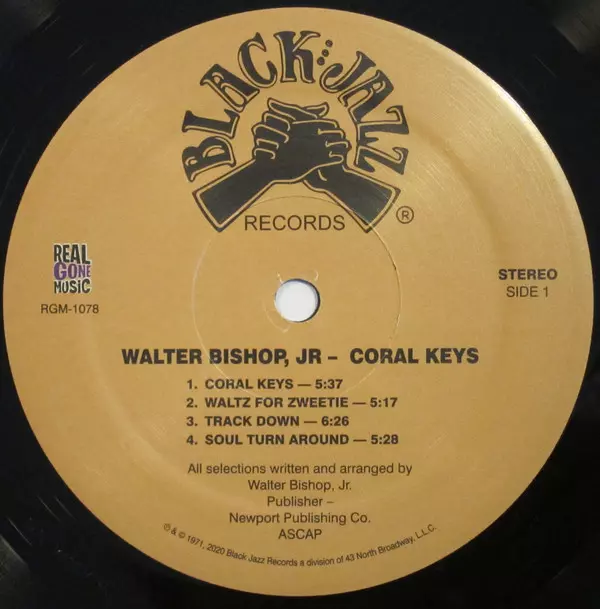 BLACK JAZZ
RECORDS ®
REAL
GONE
MUSIC
RGM-1078
STEREO
SIDE 1
WALTER BISHOP, JR – CORAL KEYS
1. CORAL KEYS — 5:37
2. WALTZ FOR ZWEETIE — 5:17
3. TRACK DOWN — 6:26
4. SOUL TURN AROUND — 5:28
All selections written and arranged by
Walter Bishop, Jr.
Publisher –
Newport Publishing Co.
ASCAP
℗ & © 1971, 2020 Black Jazz Records a division of 43 North Broadway, L.L.C.